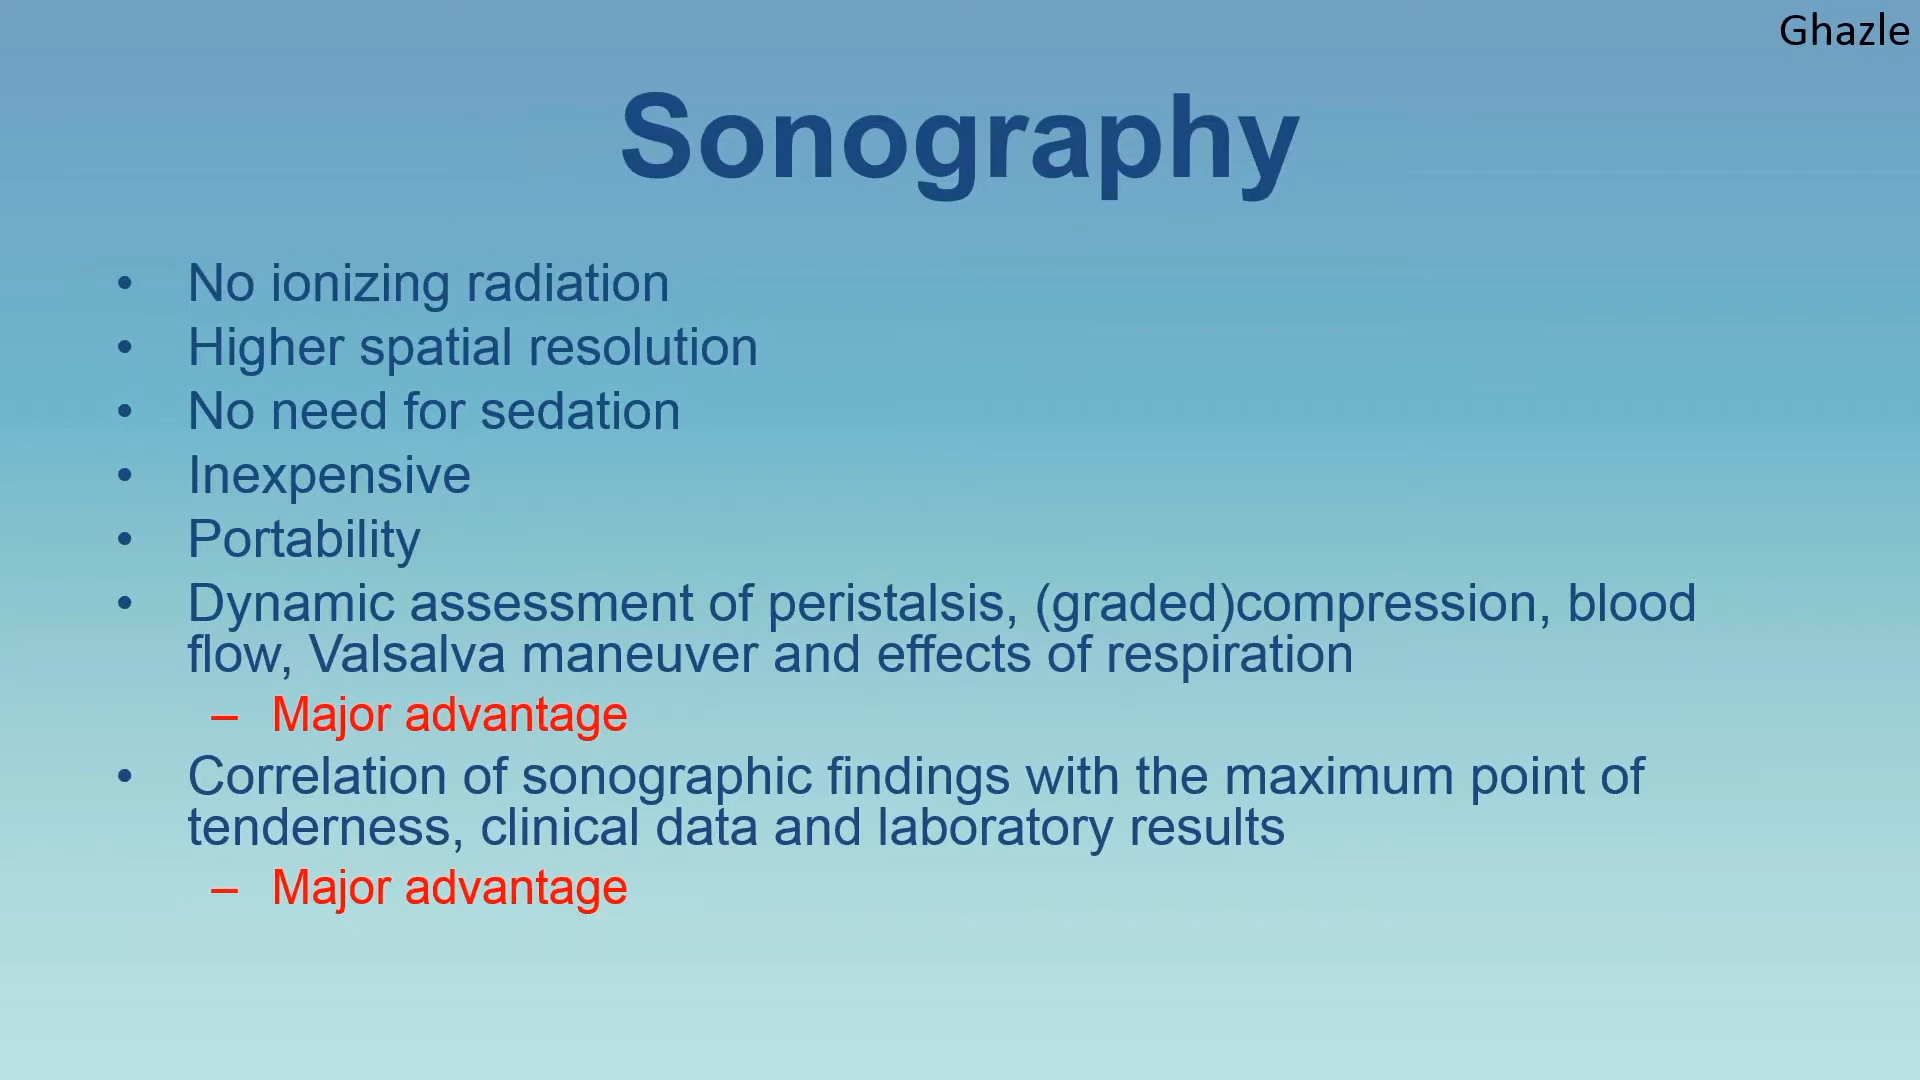 Ghazle
Sonography
• No ionizing radiation
• Higher spatial resolution
• No need for sedation
• Inexpensive
• Portability
• Dynamic assessment of peristalsis, (graded)compression, blood
flow, Valsalva maneuver and effects of respiration
– Major advantage
• Correlation of sonographic findings with the maximum point of
tenderness, clinical data and laboratory results
– Major advantage